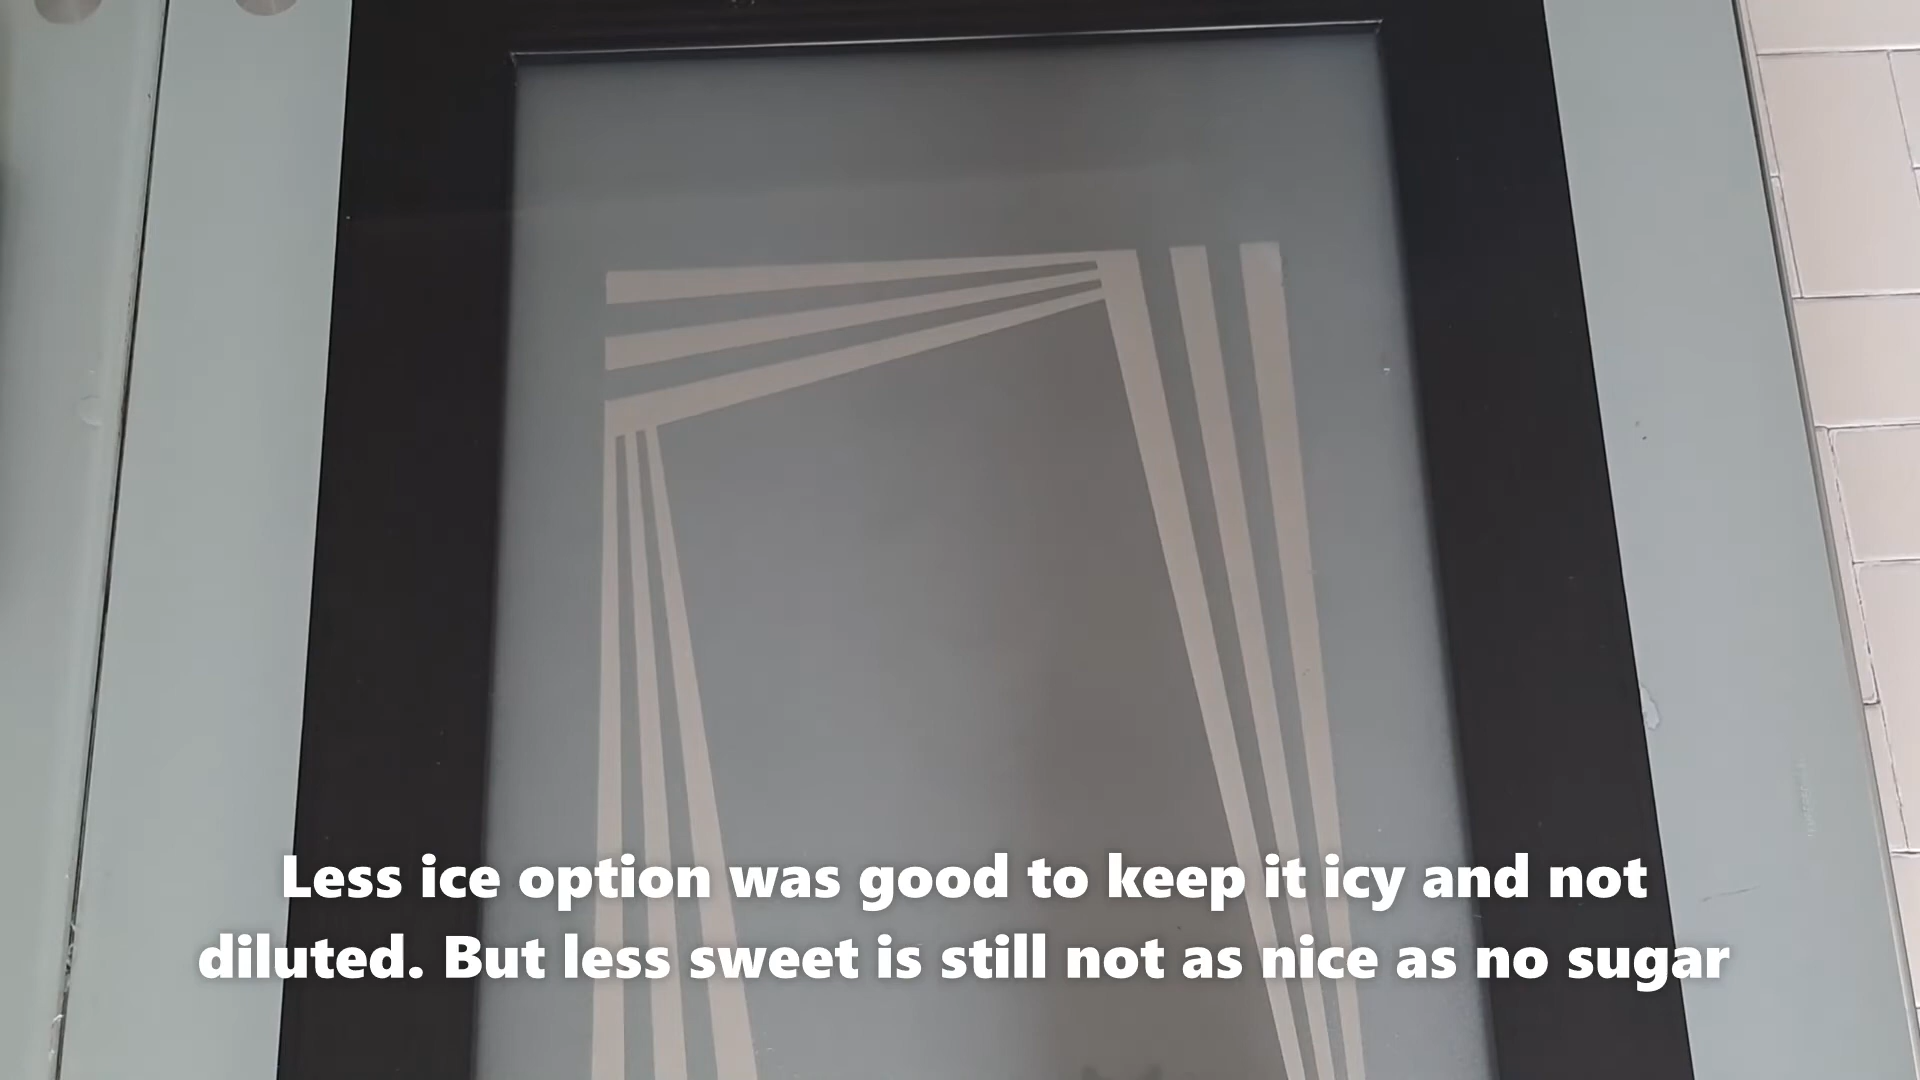 Less ice option was good to keep it icy and not
diluted. But less sweet is still not as nice as no sugar